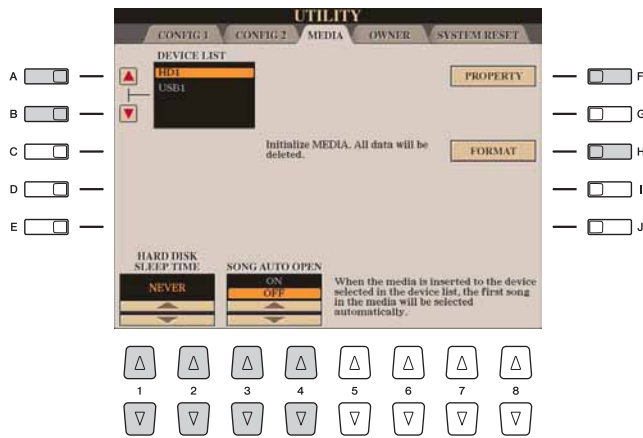 UTILITY
CONFIG 1 CONFIG 2 MEDIA OWNER SYSTEM RESET
DEVICE LIST
A HD1 PROPERTY F
USB1
B G
C Initialize MEDIA. All data will be FORMAT H
deleted.
D I
E J
HARD DISK
SLEEP TIME SONG AUTO OPEN
NEVER ON
OFF
When the media is inserted to the device
selected in the device list, the first song
in the media will be selected
automatically.
1 2 3 4 5 6 7 8